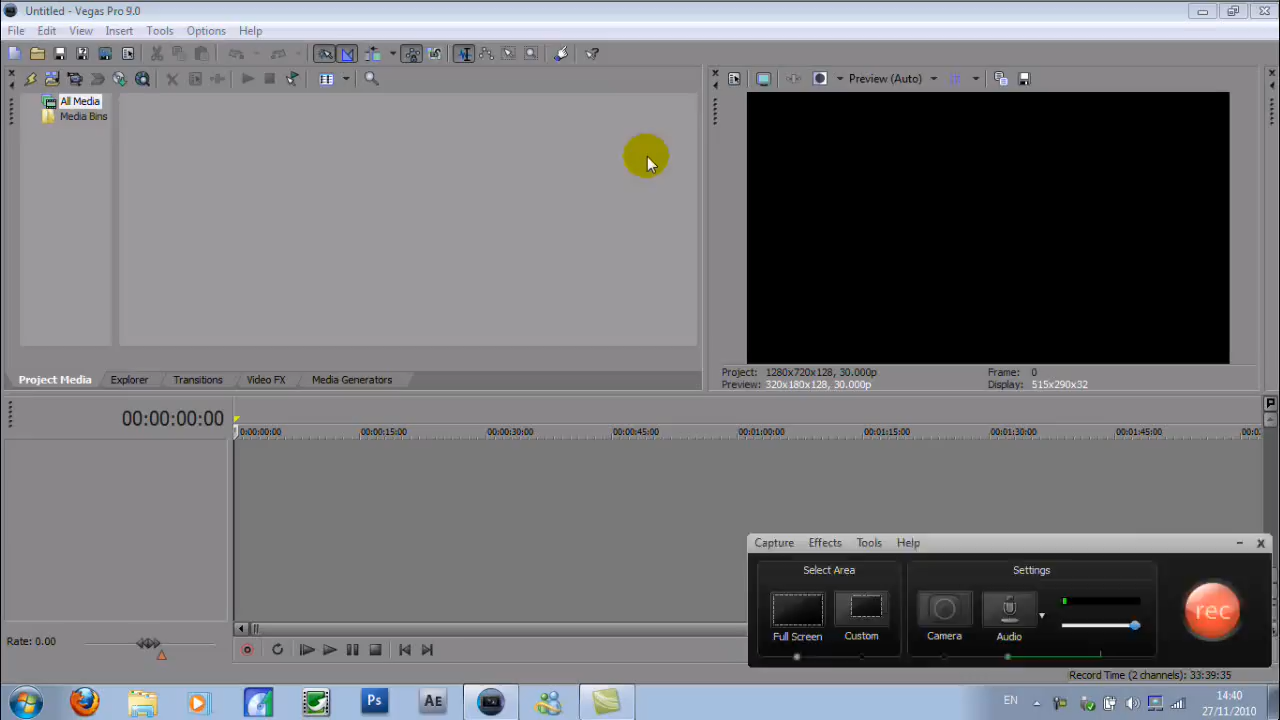 Untitled - Vegas Pro 9.0
File Edit View Insert Tools Options Help
Preview (Auto)
All Media
Media Bins
Project Media Explorer Transitions Video FX Media Generators
Project: 1280x720x128, 30.000p Frame: 0
Preview: 320x180x128, 30.000p Display: 515x290x32
00:00:00:00
0:00:00:00 00:00:15:00 00:00:30:00 00:00:45:00 00:01:00:00 00:01:15:00 00:01:30:00 00:01:45:00 00:0
Capture Effects Tools Help
Select Area Settings
rec
Full Screen Custom Camera Audio
Rate: 0.00
Record Time (2 channels): 33:39:35
Ps AE EN 14:40
27/11/2010